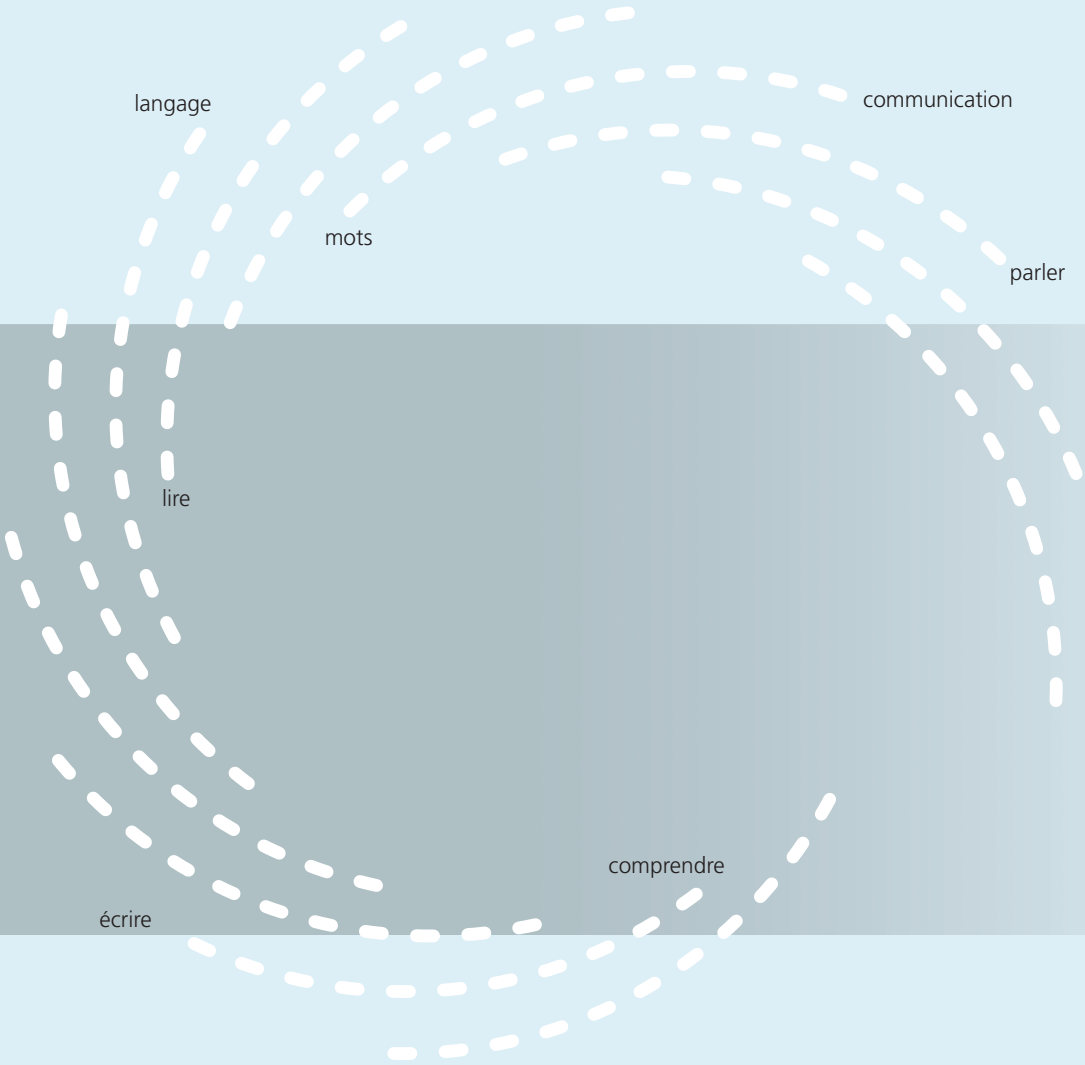 langage
communication
mots
parler
lire
comprendre
écrire